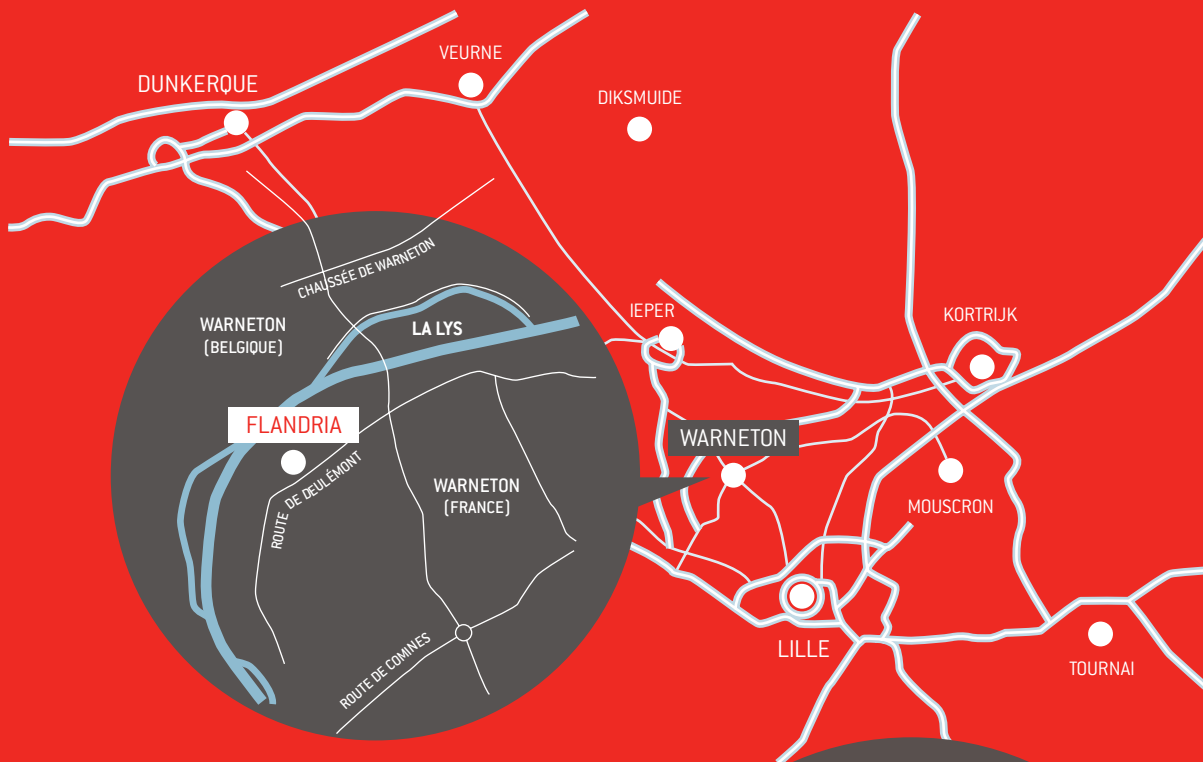 VEURNE
DUNKERQUE
DIKSMUIDE
CHAUSSÉE DE WARNETON
IEPER
KORTRIJK
WARNETON
(BELGIQUE)
LA LYS
FLANDRIA
WARNETON
ROUTE DE DEULÉMONT
WARNETON
(FRANCE)
MOUSCRON
ROUTE DE COMINES
LILLE
TOURNAI